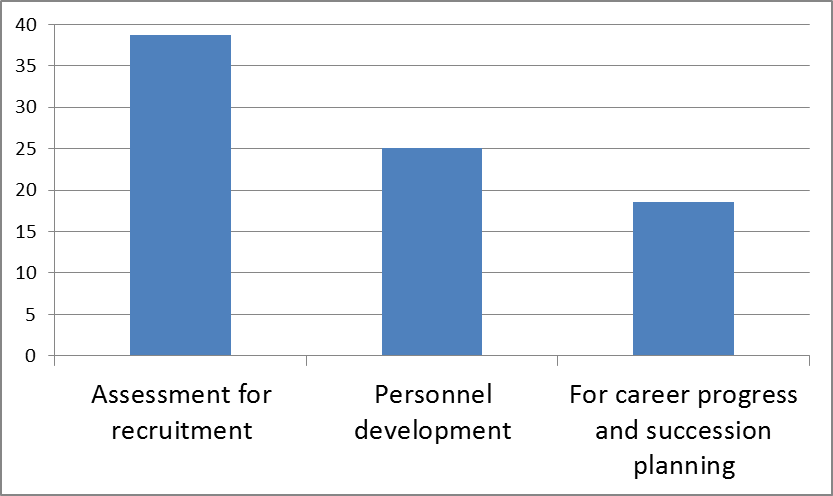 40
35
30
25
20
15
10
5
0
Assessment for
recruitment
Personnel
development
For career progress
and succession
planning